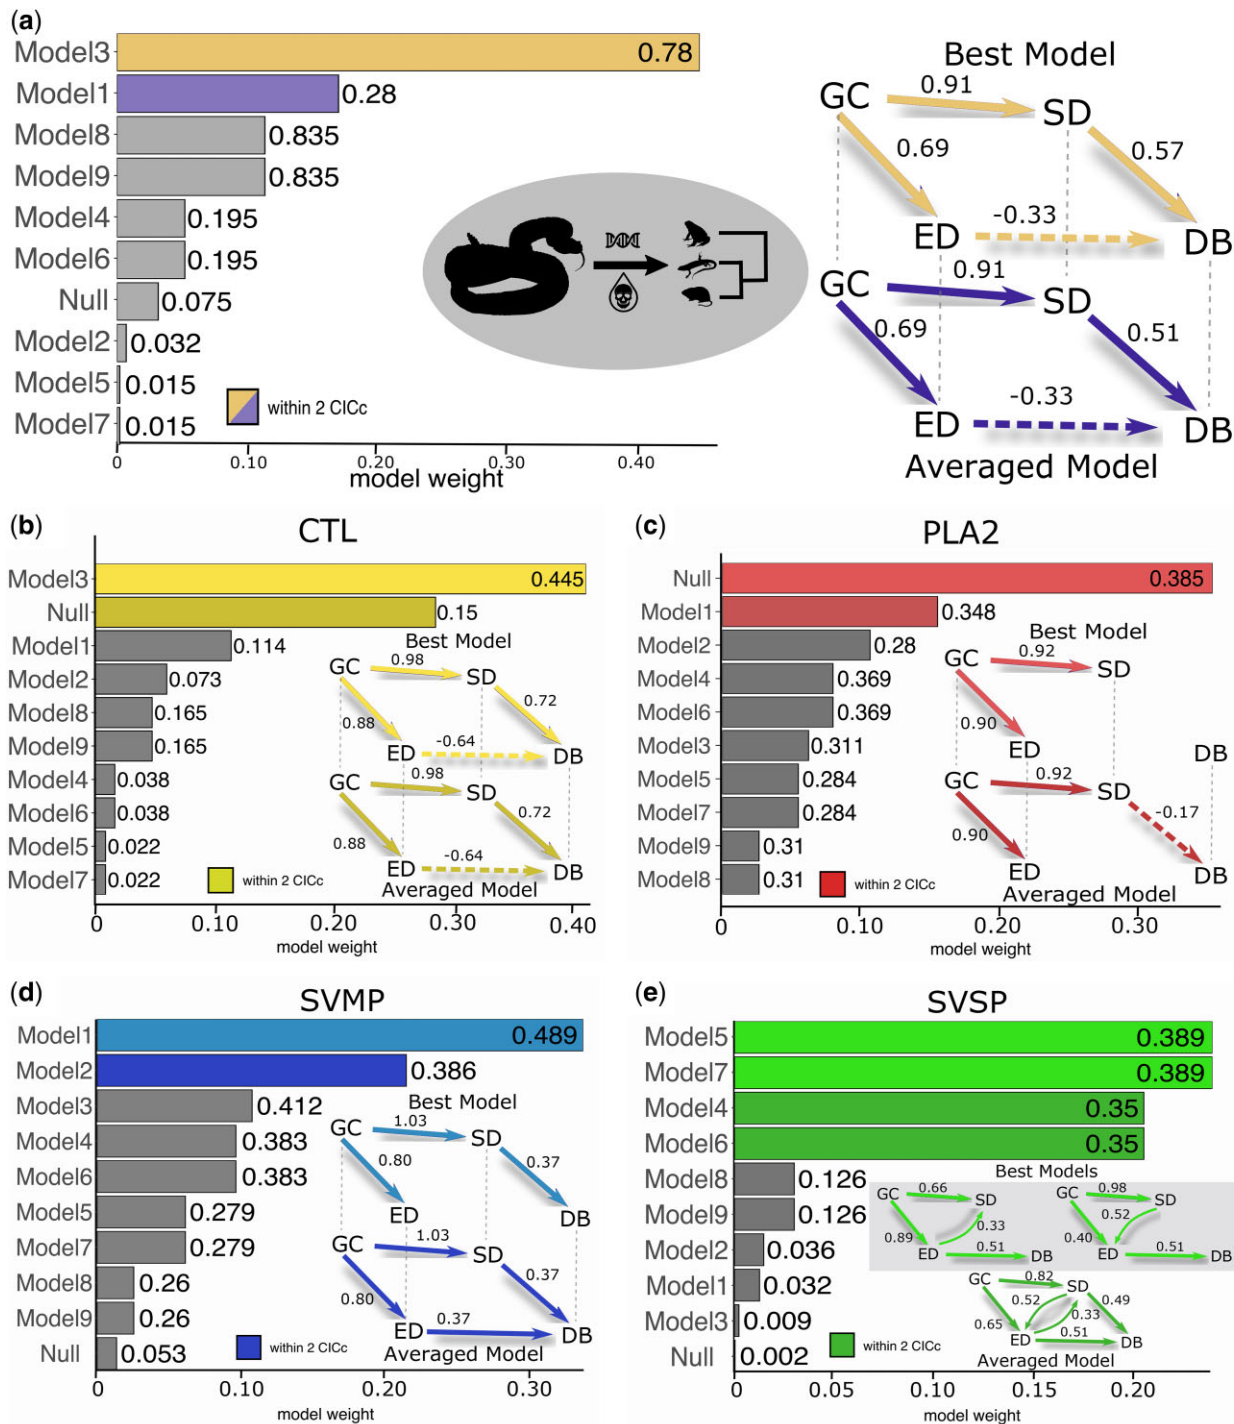 (a)
Model3 0.78
Model1 0.28
Model8 0.835
Model9 0.835
Model4 0.195
Model6 0.195
Null 0.075
Model2 0.032
Model5 0.015
Model7 0.015
within 2 CICc
0 0.10 0.20 0.30 0.40
model weight
Best Model
GC 0.91 SD
0.69 0.57
ED -0.33 DB
GC 0.91 SD
0.69 0.51
ED -0.33 DB
Averaged Model
(b) CTL
Model3 0.445
Null 0.15
Model1 0.114
Model2 0.073
Model8 0.165
Model9 0.165
Model4 0.038
Model6 0.038
Model5 0.022
Model7 0.022
within 2 CICc
Best Model
GC 0.98 SD
0.88 0.72
ED -0.64 DB
GC 0.98 SD
0.88 0.72
ED -0.64 DB
Averaged Model
0 0.10 0.20 0.30 0.40
model weight
(c) PLA2
Null 0.385
Model1 0.348
Model2 0.28
Model4 0.369
Model6 0.369
Model3 0.311
Model5 0.284
Model7 0.284
Model9 0.31
Model8 0.31
within 2 CICc
Best Model
GC 0.92 SD
0.90
ED DB
GC 0.92 SD
0.90 -0.17
ED DB
Averaged Model
0 0.10 0.20 0.30
model weight
(d) SVMP
Model1 0.489
Model2 0.386
Model3 0.412
Model4 0.383
Model6 0.383
Model5 0.279
Model7 0.279
Model8 0.26
Model9 0.26
Null 0.053
within 2 CICc
Best Model
GC 1.03 SD
0.80 0.37
ED DB
GC 1.03 SD
0.80 0.37
ED 0.37 DB
Averaged Model
0 0.10 0.20 0.30
model weight
(e) SVSP
Model5 0.389
Model7 0.389
Model4 0.35
Model6 0.35
Model8 0.126
Model9 0.126
Model2 0.036
Model1 0.032
Model3 0.009
Null 0.002
within 2 CICc
Best Models
GC 0.66 SD
0.89 0.33
ED 0.51 DB
GC 0.98 SD
0.40 0.52
ED 0.51 DB
GC 0.82 SD
0.65 0.52 0.33 0.49
ED 0.51 DB
Averaged Model
0 0.05 0.10 0.15 0.20
model weight